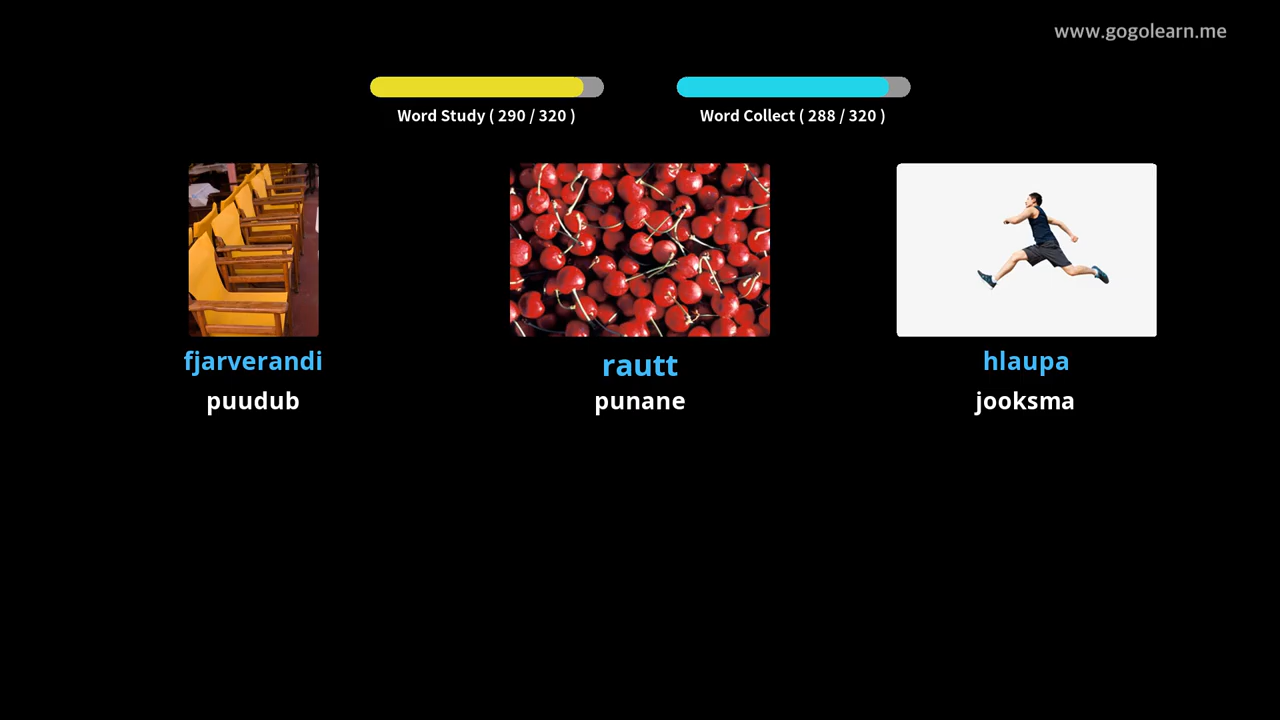 www.gogolearn.me
Word Study ( 290 / 320 )
Word Collect ( 288 / 320 )
fjarverandi
rautt
hlaupa
puudub
punane
jooksma